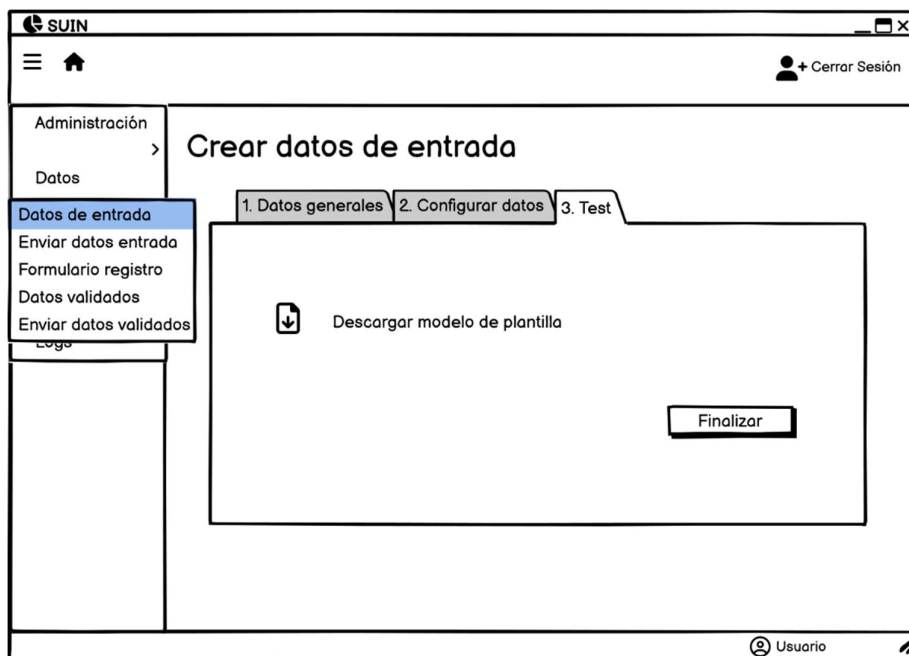 SUIN
Cerrar Sesión
Administración
>
Datos
Datos de entrada
Enviar datos entrada
Formulario registro
Datos validados
Enviar datos validados
Logs
Crear datos de entrada
1. Datos generales
2. Configurar datos
3. Test
Descargar modelo de plantilla
Finalizar
Usuario